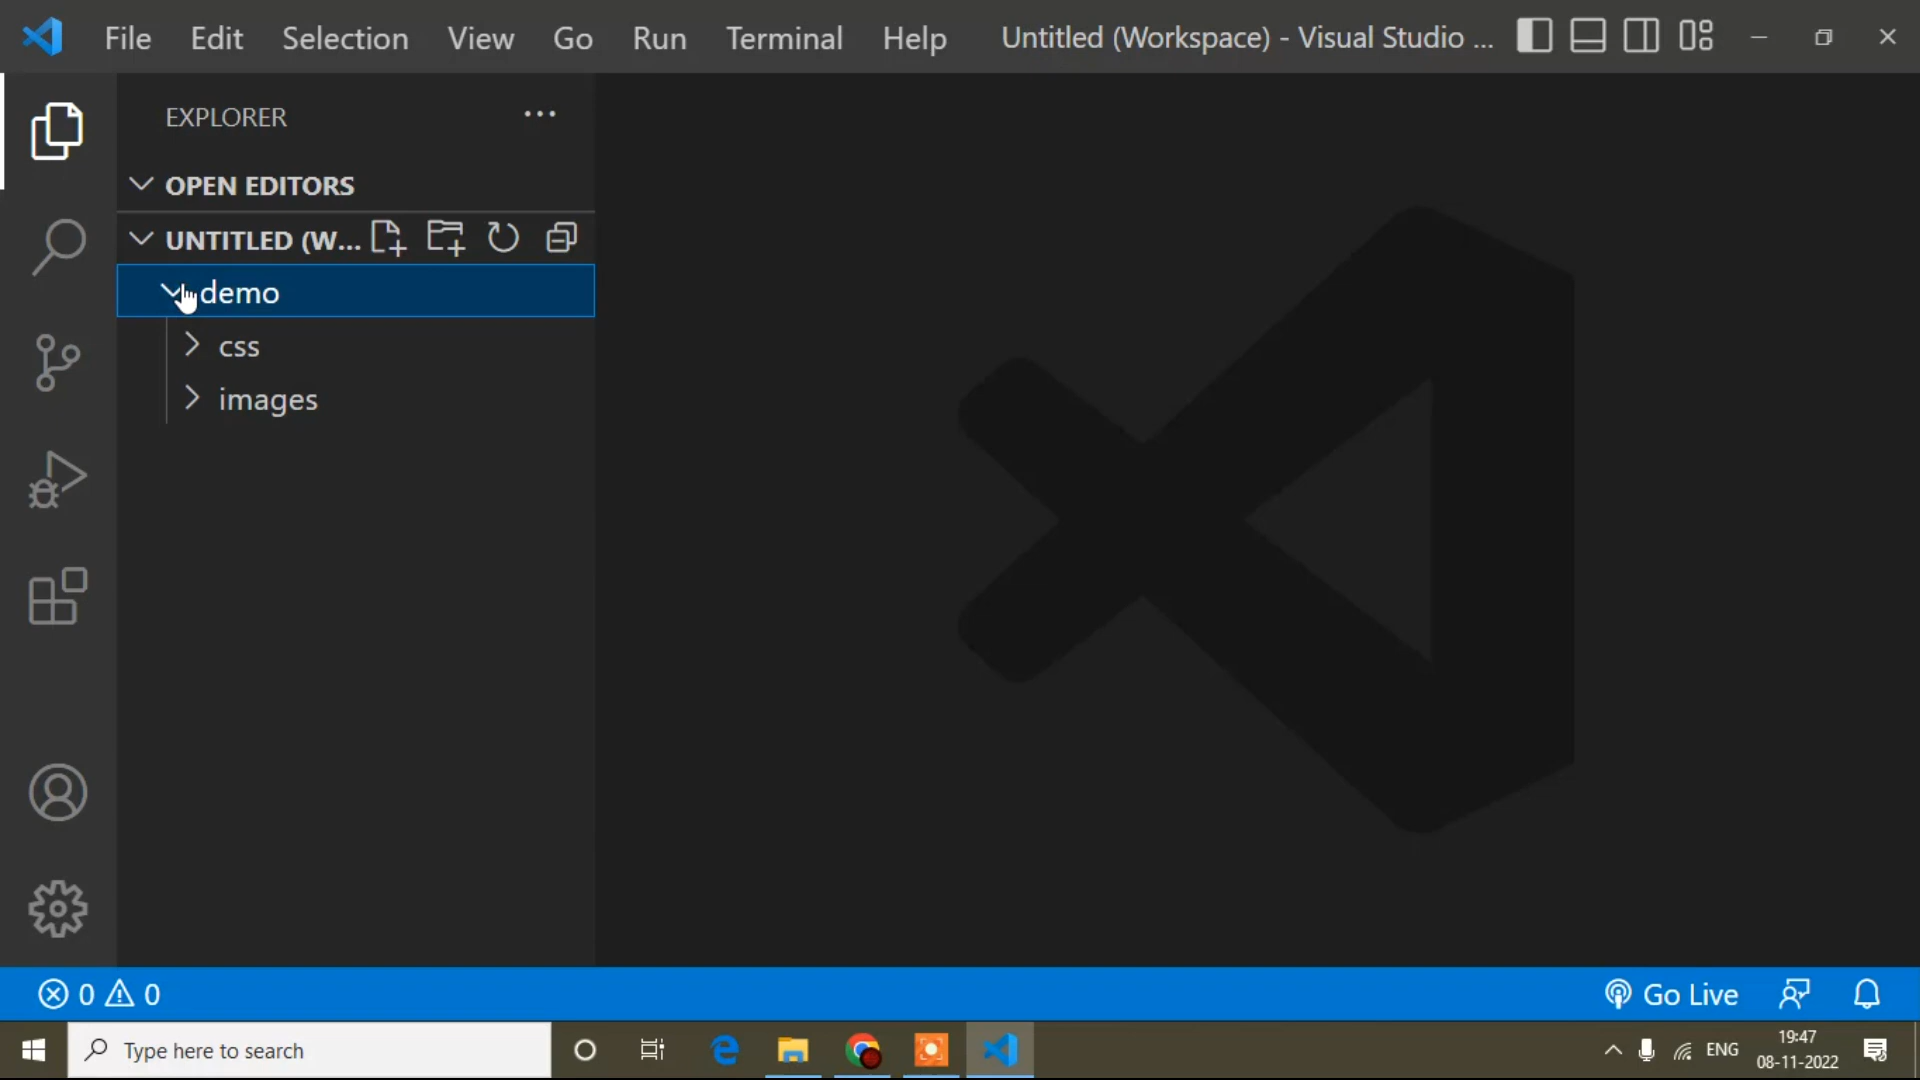 File Edit Selection View Go Run Terminal Help Untitled (Workspace) - Visual Studio ...
EXPLORER
OPEN EDITORS
UNTITLED (W...
demo
css
images
0 0
Go Live
Type here to search
ENG
19:47
08-11-2022